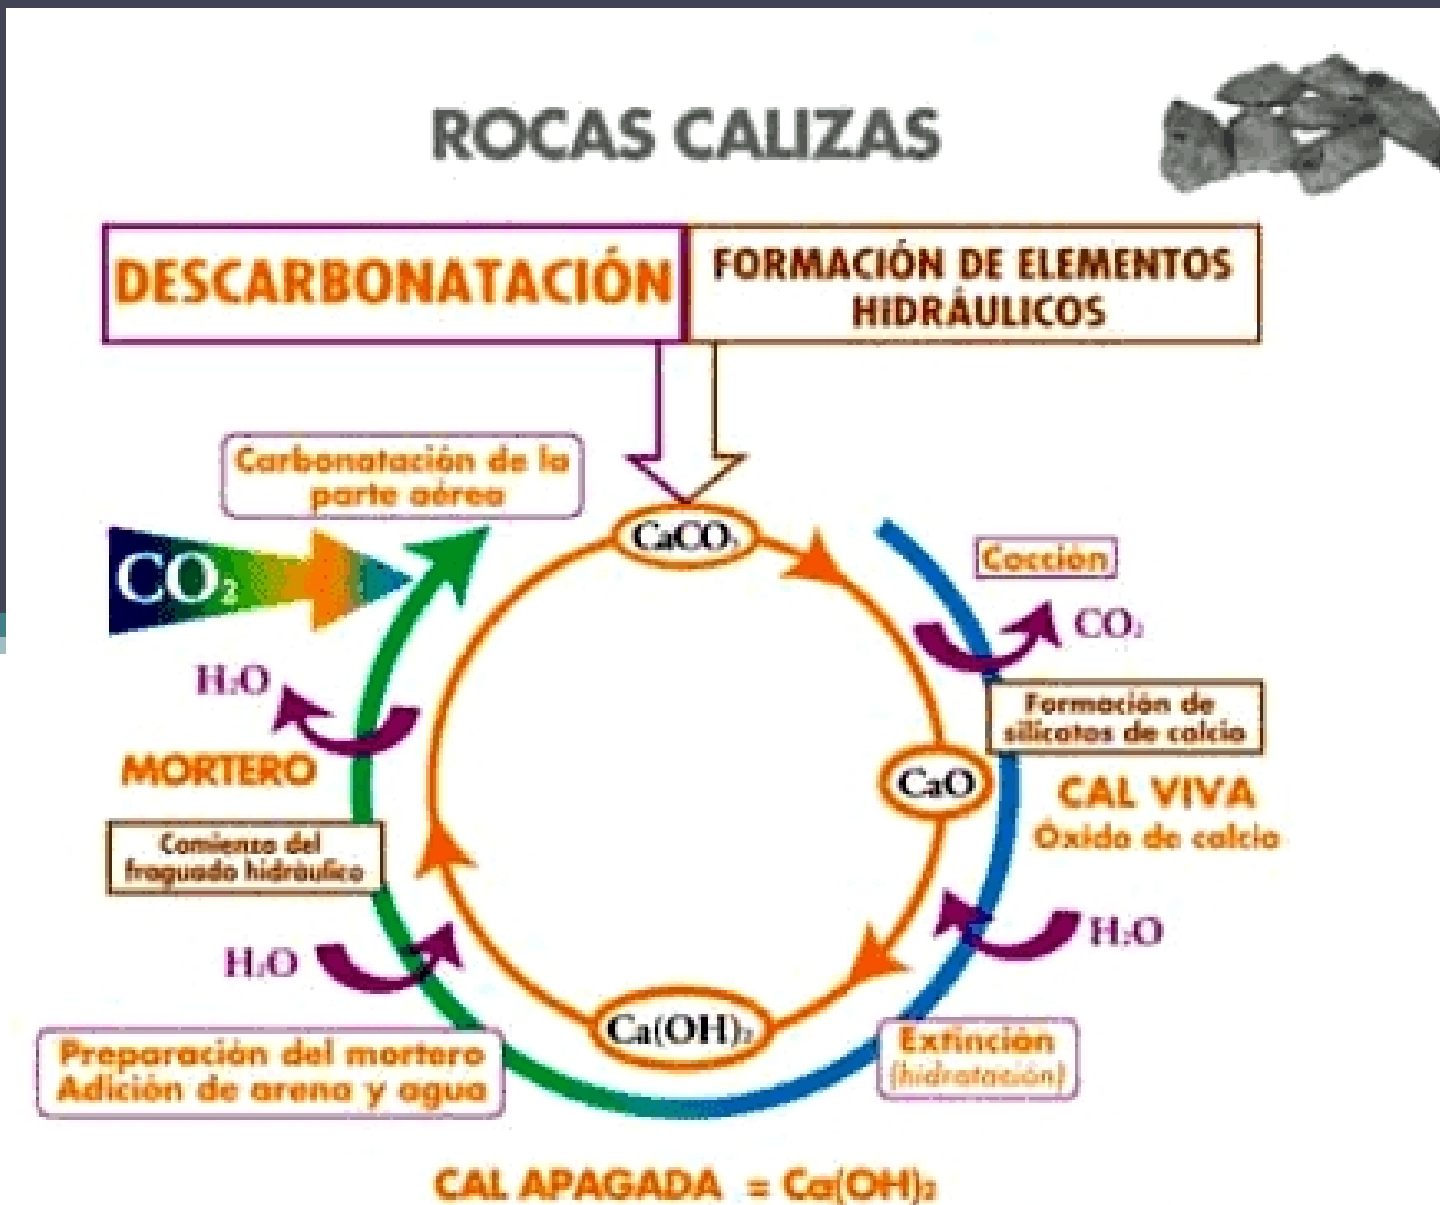 ROCAS CALIZAS
DESCARBONATACIÓN
FORMACIÓN DE ELEMENTOS
HIDRÁULICOS
Carbonatación de la
parte aérea
CO₂
CaCO₃
Cocción
CO₂
H₂O
Formación de
silicatos de calcio
MORTERO
CaO
CAL VIVA
Óxido de calcio
Comienzo del
fraguado hidráulico
H₂O
H₂O
Ca(OH)₂
Preparación del mortero
Adición de arena y agua
Extinción
(hidratación)
CAL APAGADA = Ca(OH)₂